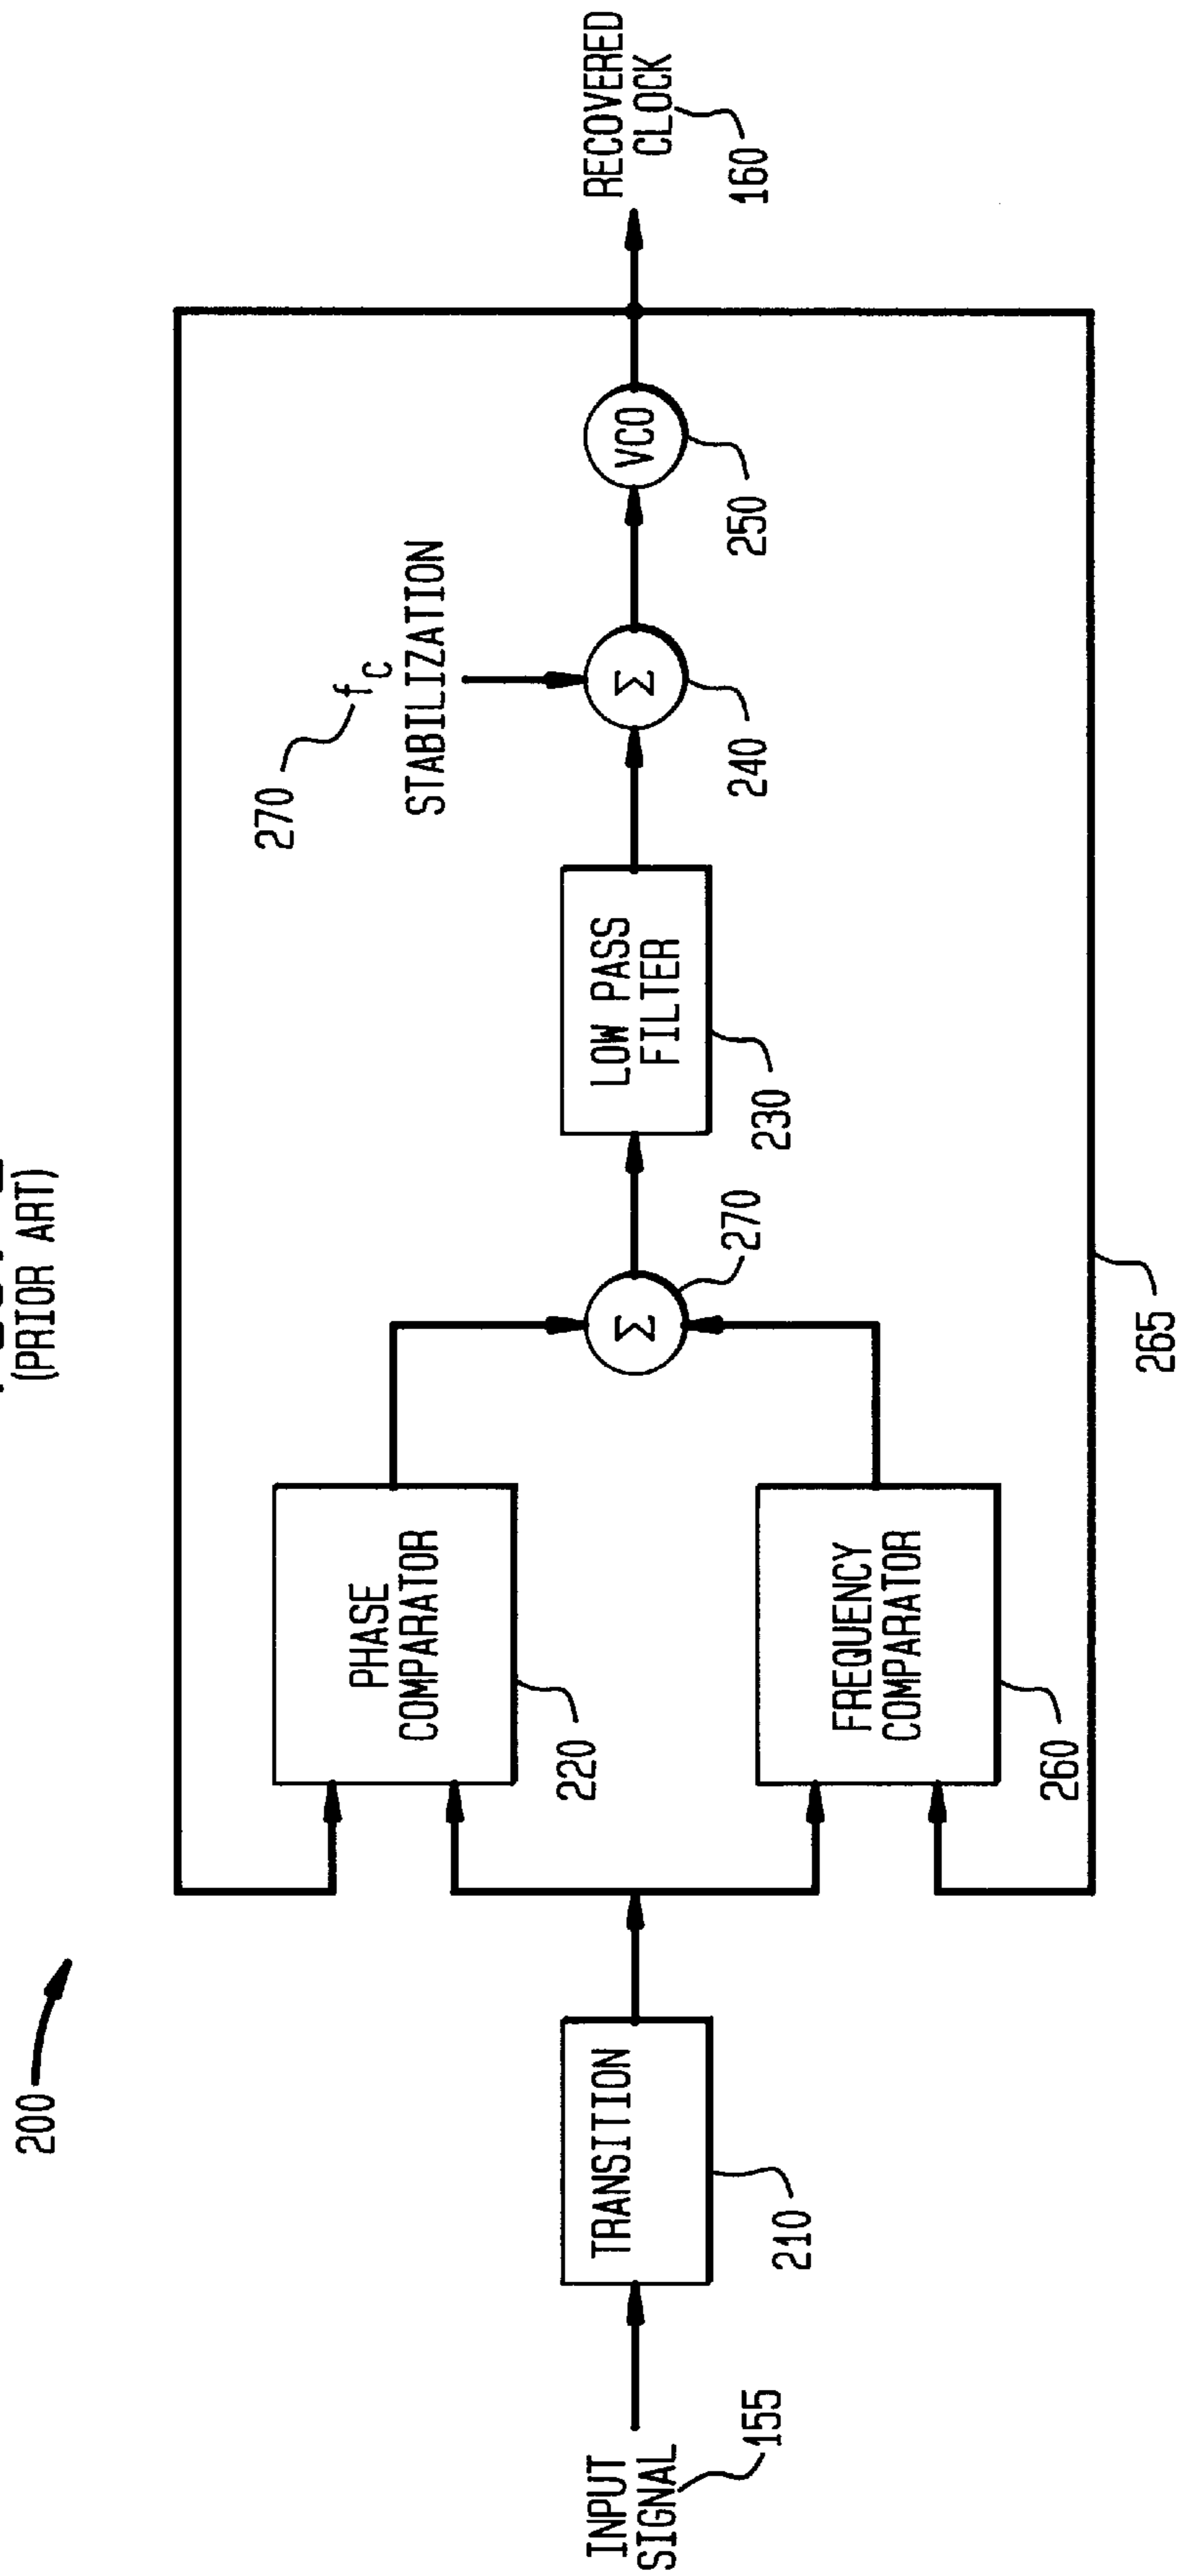 (PRIOR ART)
200
INPUT
SIGNAL
155
TRANSITION
210
PHASE
COMPARATOR
220
FREQUENCY
COMPARATOR
260
265
Σ
270
LOW PASS
FILTER
230
270
fC
STABILIZATION
Σ
240
VCO
250
RECOVERED
CLOCK
160